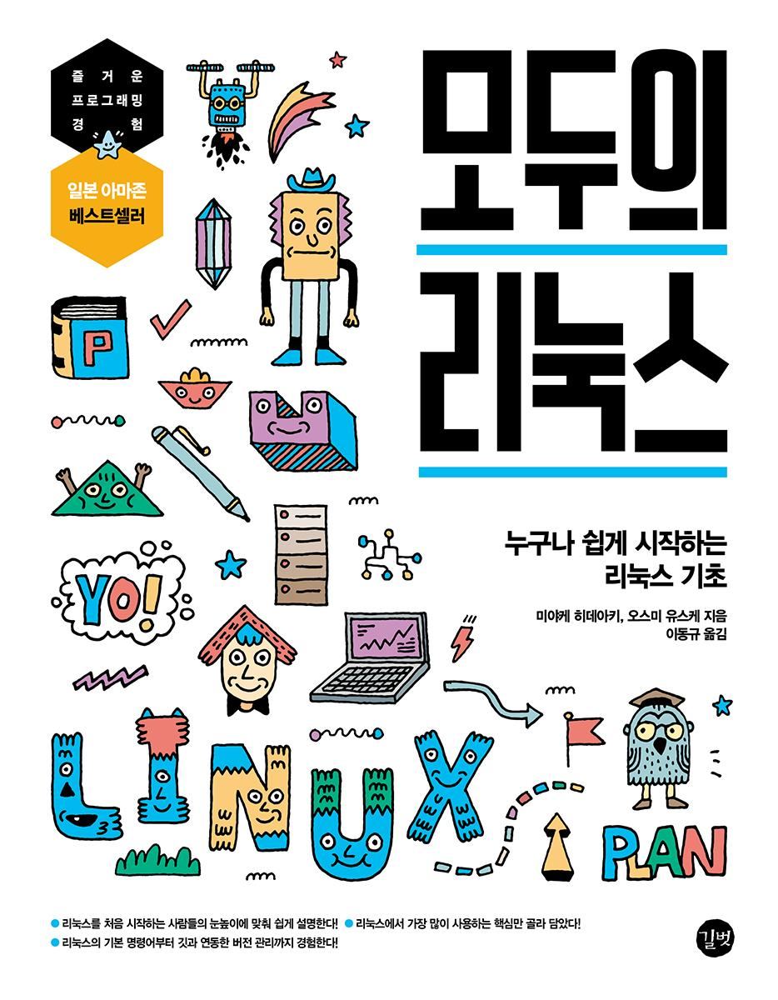 즐거운
프로그래밍
경험
일본 아마존
베스트셀러
모두의
리눅스
누구나 쉽게 시작하는
리눅스 기초
미야케 히데아키, 오스미 유스케 지음
이동규 옮김
P
YO!
LINUX
PLAN
리눅스를 처음 시작하는 사람들의 눈높이에 맞춰 쉽게 설명한다! 리눅스에서 가장 많이 사용하는 핵심만 골라 담았다!
리눅스의 기본 명령어부터 깃과 연동한 버전 관리까지 경험한다!
길벗